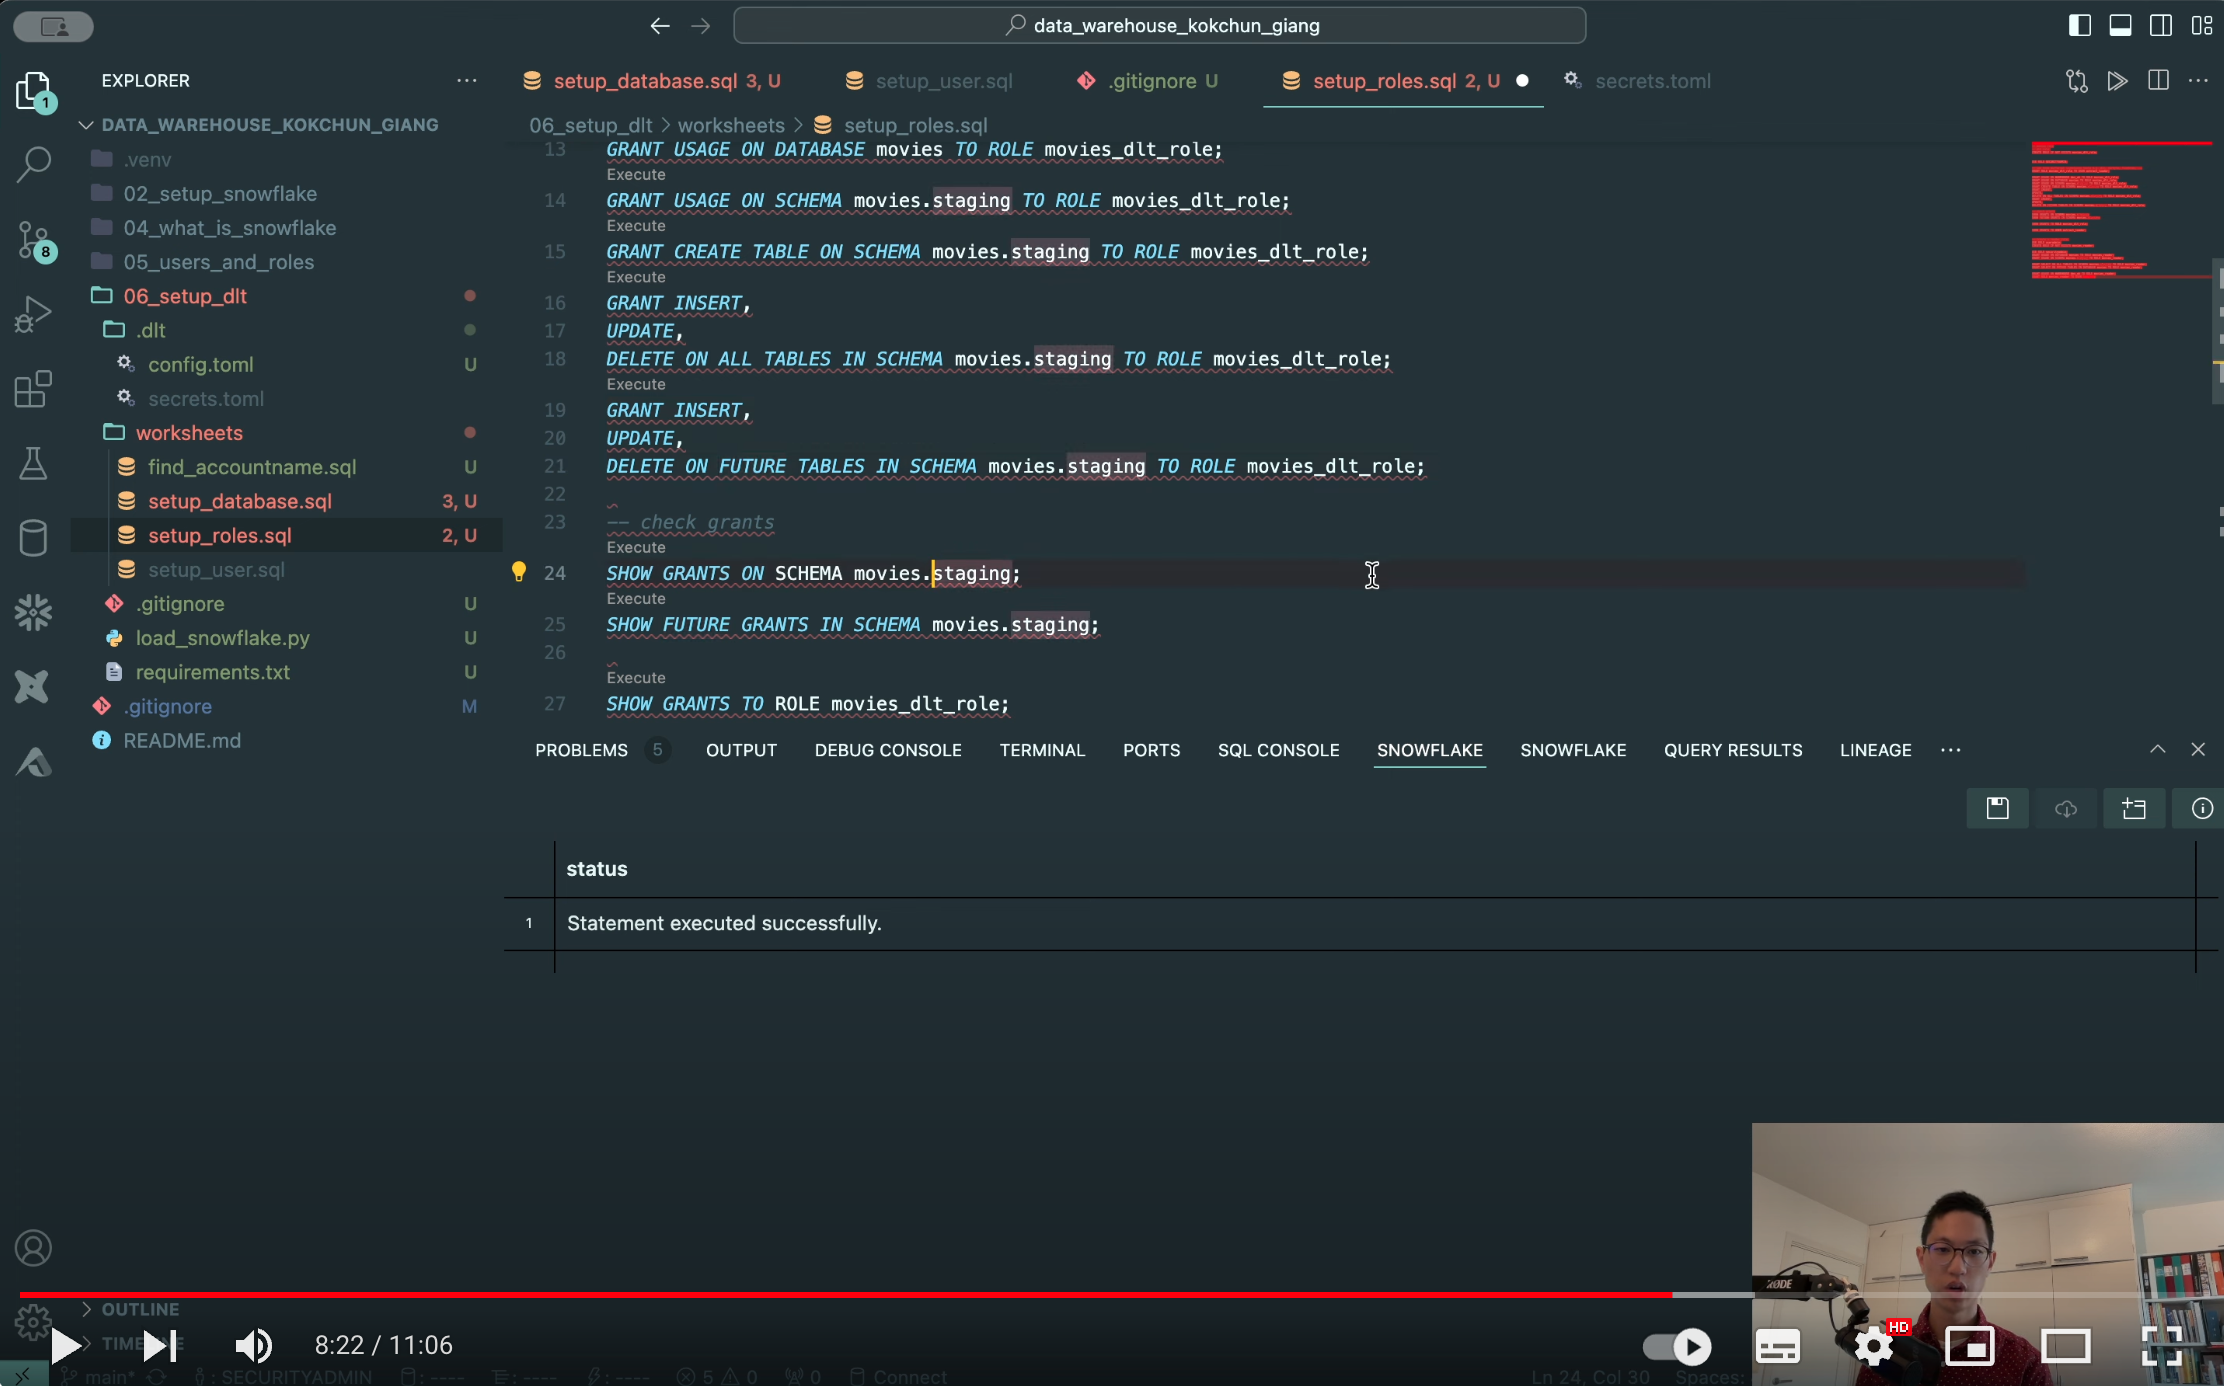 data_warehouse_kokchun_giang
EXPLORER
setup_database.sql 3, U
setup_user.sql
.gitignore U
setup_roles.sql 2, U
secrets.toml
1
DATA_WAREHOUSE_KOKCHUN_GIANG
06_setup_dlt > worksheets > setup_roles.sql
.venv
02_setup_snowflake
04_what_is_snowflake
05_users_and_roles
06_setup_dlt
.dlt
config.toml U
secrets.toml
worksheets
find_accountname.sql U
setup_database.sql 3, U
setup_roles.sql 2, U
setup_user.sql
.gitignore U
load_snowflake.py U
requirements.txt U
.gitignore M
README.md
8
13 GRANT USAGE ON DATABASE movies TO ROLE movies_dlt_role;
Execute
14 GRANT USAGE ON SCHEMA movies.staging TO ROLE movies_dlt_role;
Execute
15 GRANT CREATE TABLE ON SCHEMA movies.staging TO ROLE movies_dlt_role;
Execute
16 GRANT INSERT,
17 UPDATE,
18 DELETE ON ALL TABLES IN SCHEMA movies.staging TO ROLE movies_dlt_role;
Execute
19 GRANT INSERT,
20 UPDATE,
21 DELETE ON FUTURE TABLES IN SCHEMA movies.staging TO ROLE movies_dlt_role;
22
23 -- check grants
Execute
24 SHOW GRANTS ON SCHEMA movies.staging;
Execute
25 SHOW FUTURE GRANTS IN SCHEMA movies.staging;
26
Execute
27 SHOW GRANTS TO ROLE movies_dlt_role;
PROBLEMS 5 OUTPUT DEBUG CONSOLE TERMINAL PORTS SQL CONSOLE SNOWFLAKE SNOWFLAKE QUERY RESULTS LINEAGE
status
1 Statement executed successfully.
RØDE
OUTLINE
8:22 / 11:06
HD
main* : SECURITYADMIN : ---- : ---- : ---- 5 0 0 Connect
Ln 24, Col 30 Spaces: